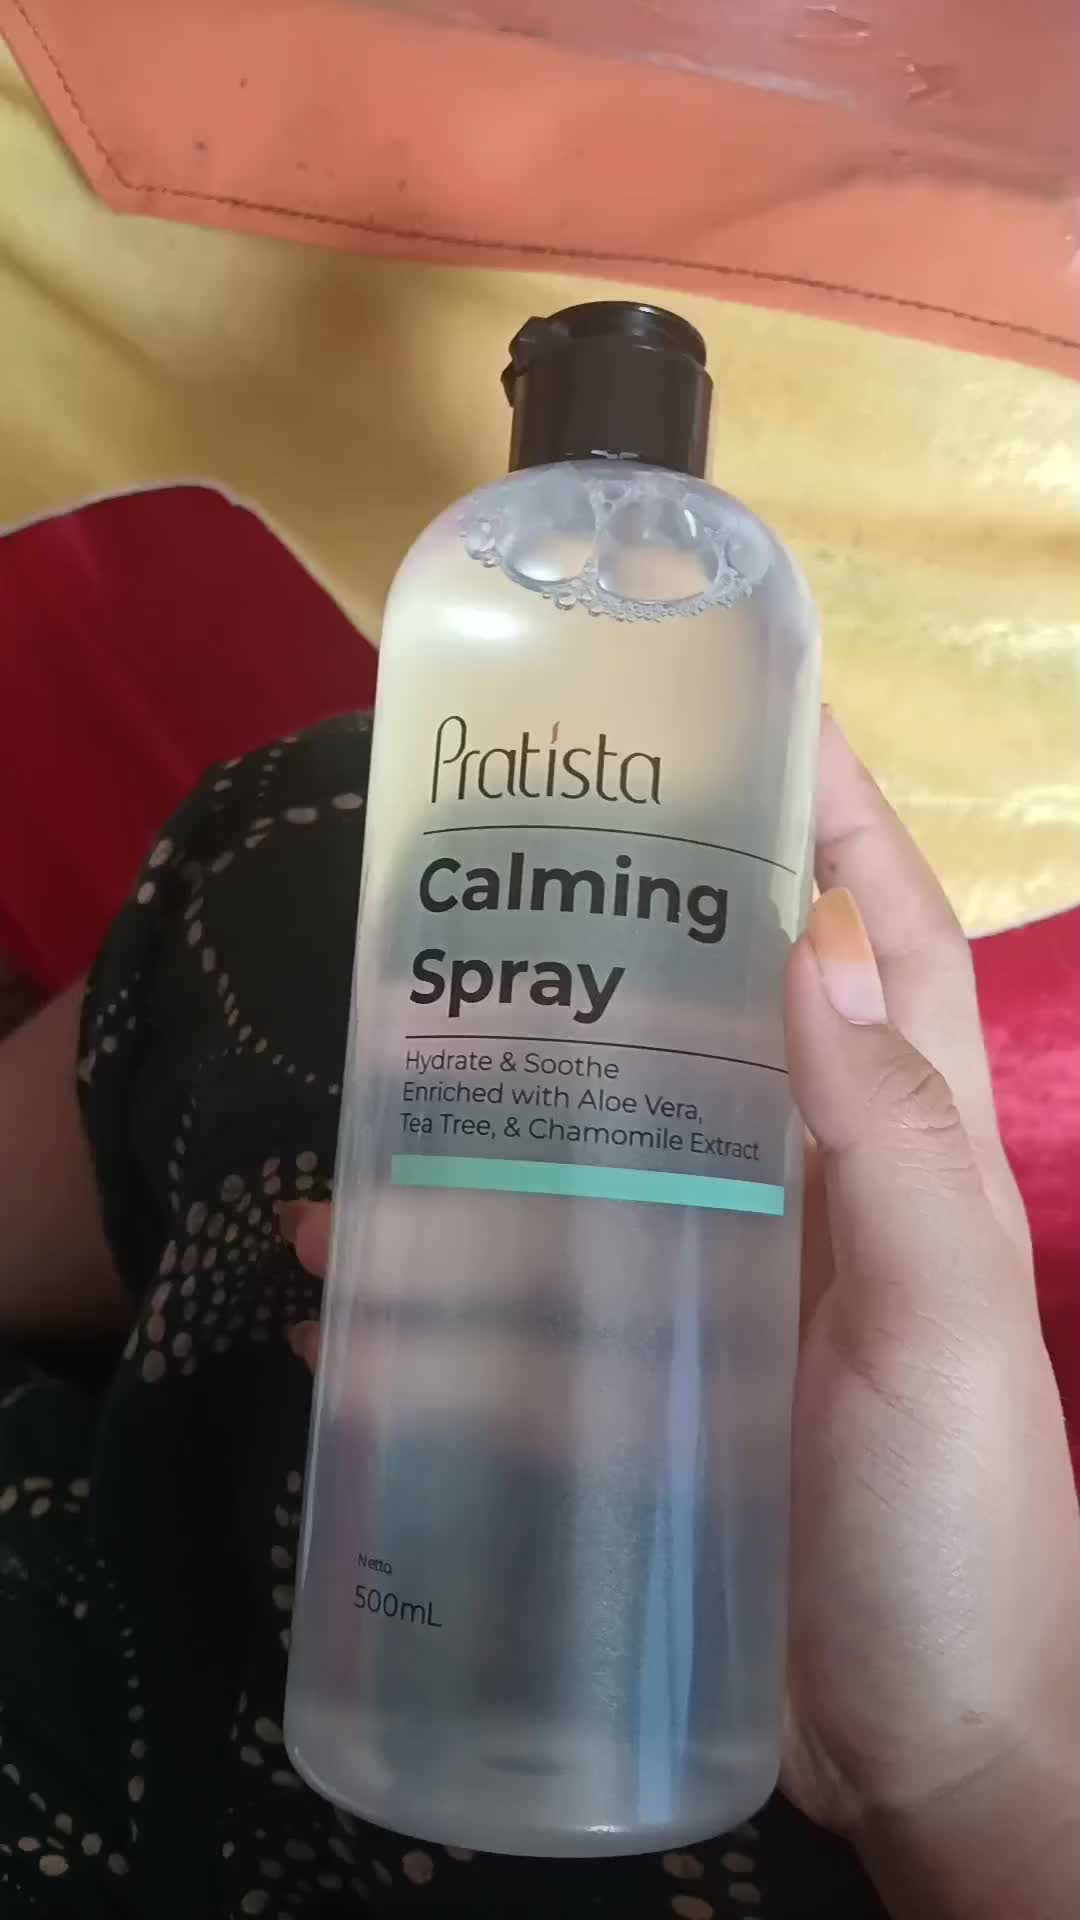 Pratista
Calming
Spray
Hydrate & Soothe
Enriched with Aloe Vera,
Tea Tree, & Chamomile Extract
Netto
500mL